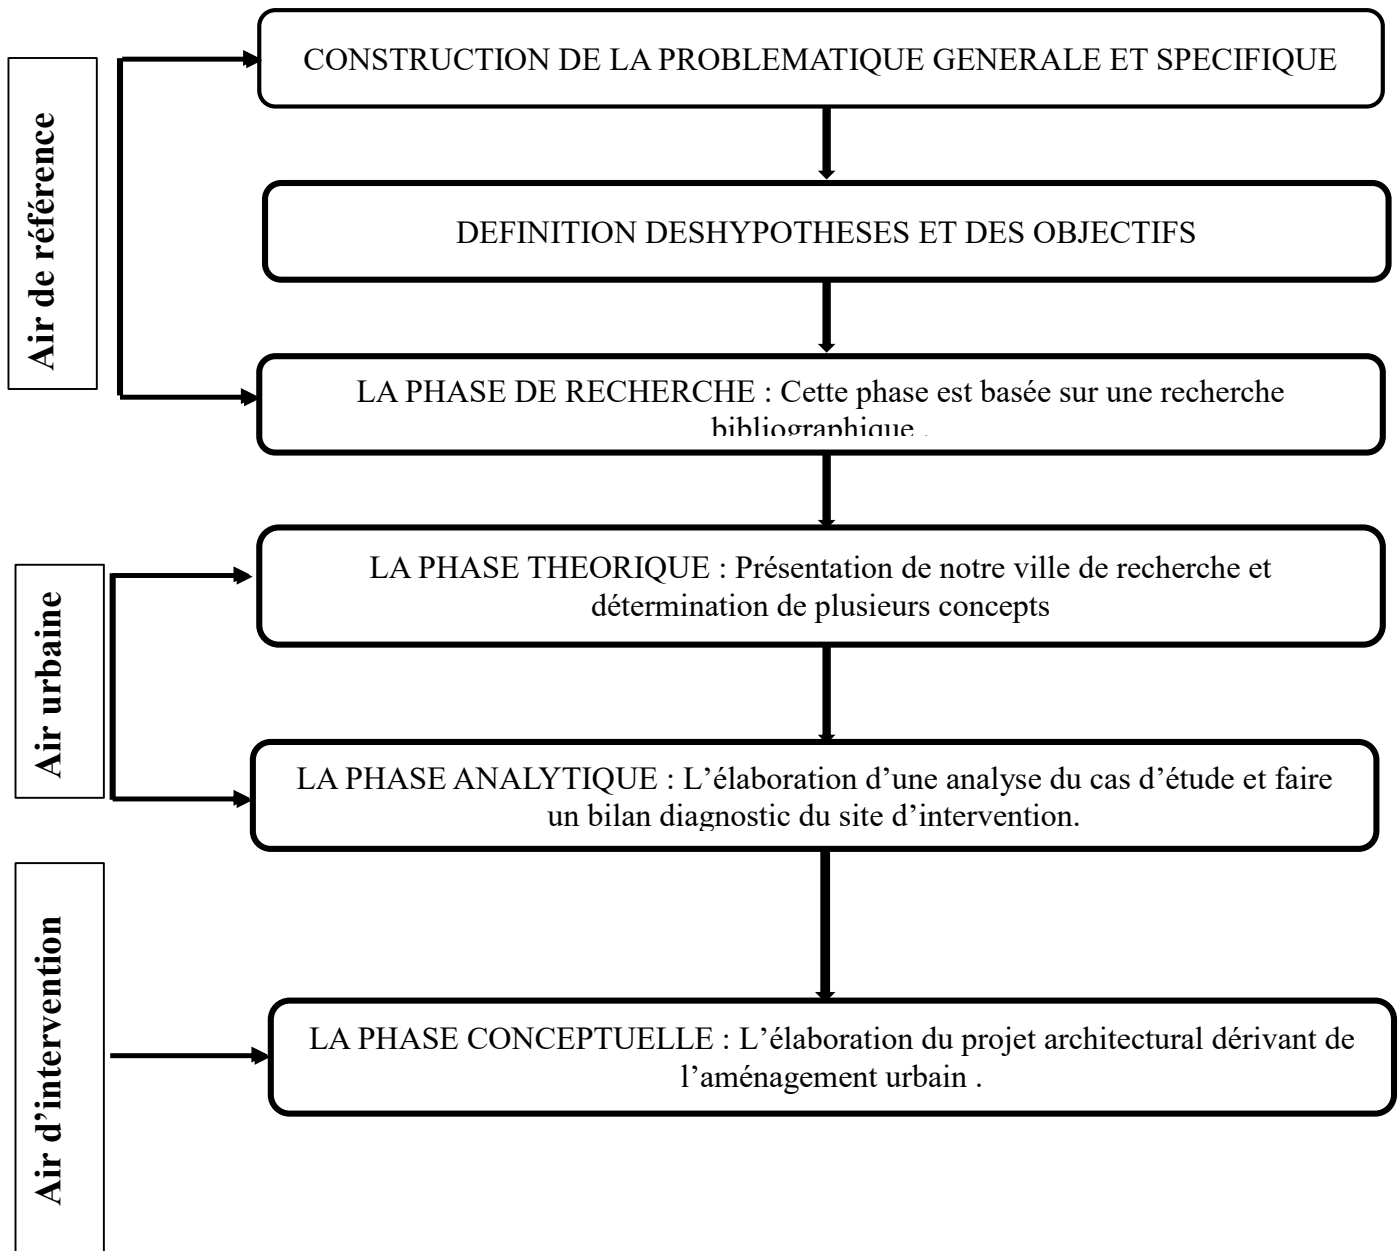 CONSTRUCTION DE LA PROBLEMATIQUE GENERALE ET SPECIFIQUE
Air de référence
DEFINITION DESHYPOTHESES ET DES OBJECTIFS
LA PHASE DE RECHERCHE : Cette phase est basée sur une recherche
bibliographique .
Air urbaine
LA PHASE THEORIQUE : Présentation de notre ville de recherche et
détermination de plusieurs concepts
LA PHASE ANALYTIQUE : L’élaboration d’une analyse du cas d’étude et faire
un bilan diagnostic du site d’intervention.
Air d’intervention
LA PHASE CONCEPTUELLE : L’élaboration du projet architectural dérivant de
l’aménagement urbain .